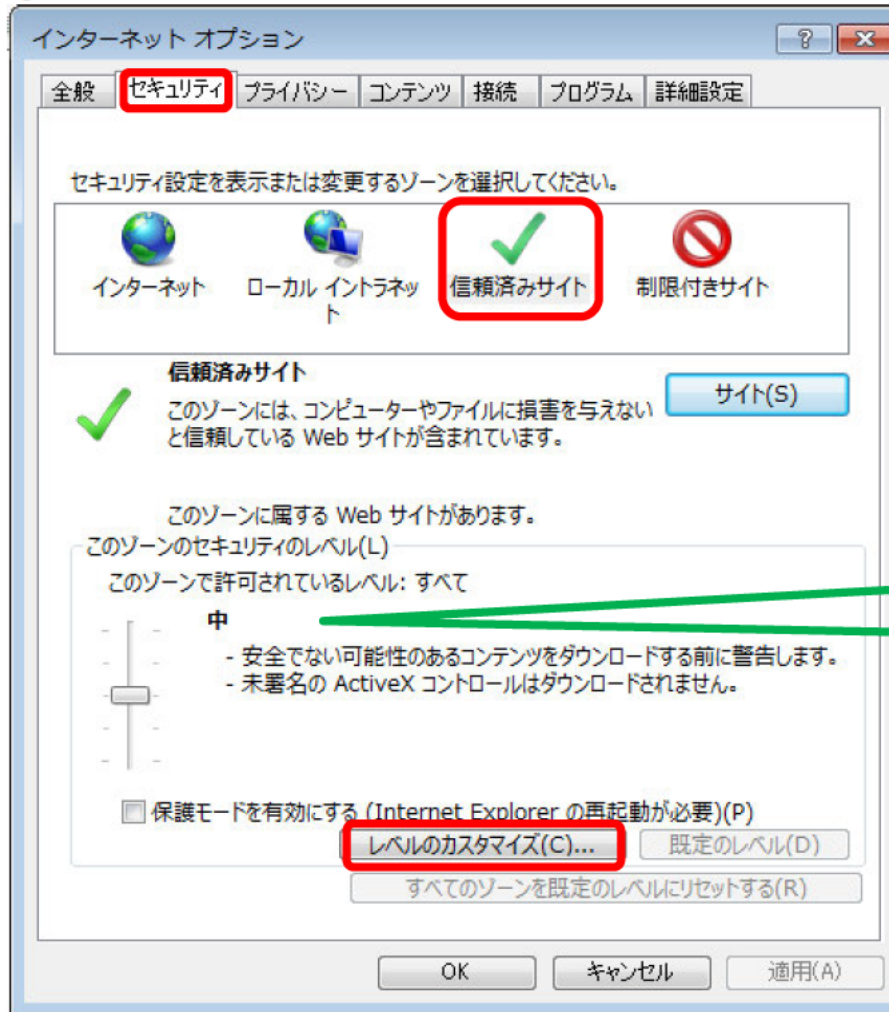 インターネット オプション
全般 セキュリティ プライバシー コンテンツ 接続 プログラム 詳細設定
セキュリティ設定を表示または変更するゾーンを選択してください。
インターネット
ローカル イントラネッ
ト
信頼済みサイト
制限付きサイト
信頼済みサイト
サイト(S)
このゾーンには、コンピューターやファイルに損害を与えない
と信頼している Web サイトが含まれています。
このゾーンに属する Web サイトがあります。
このゾーンのセキュリティのレベル(L)
このゾーンで許可されているレベル: すべて
中
- 安全でない可能性のあるコンテンツをダウンロードする前に警告します。
- 未署名の ActiveX コントロールはダウンロードされません。
保護モードを有効にする (Internet Explorer の再起動が必要)(P)
レベルのカスタマイズ(C)... 既定のレベル(D)
すべてのゾーンを既定のレベルにリセットする(R)
OK キャンセル 適用(A)